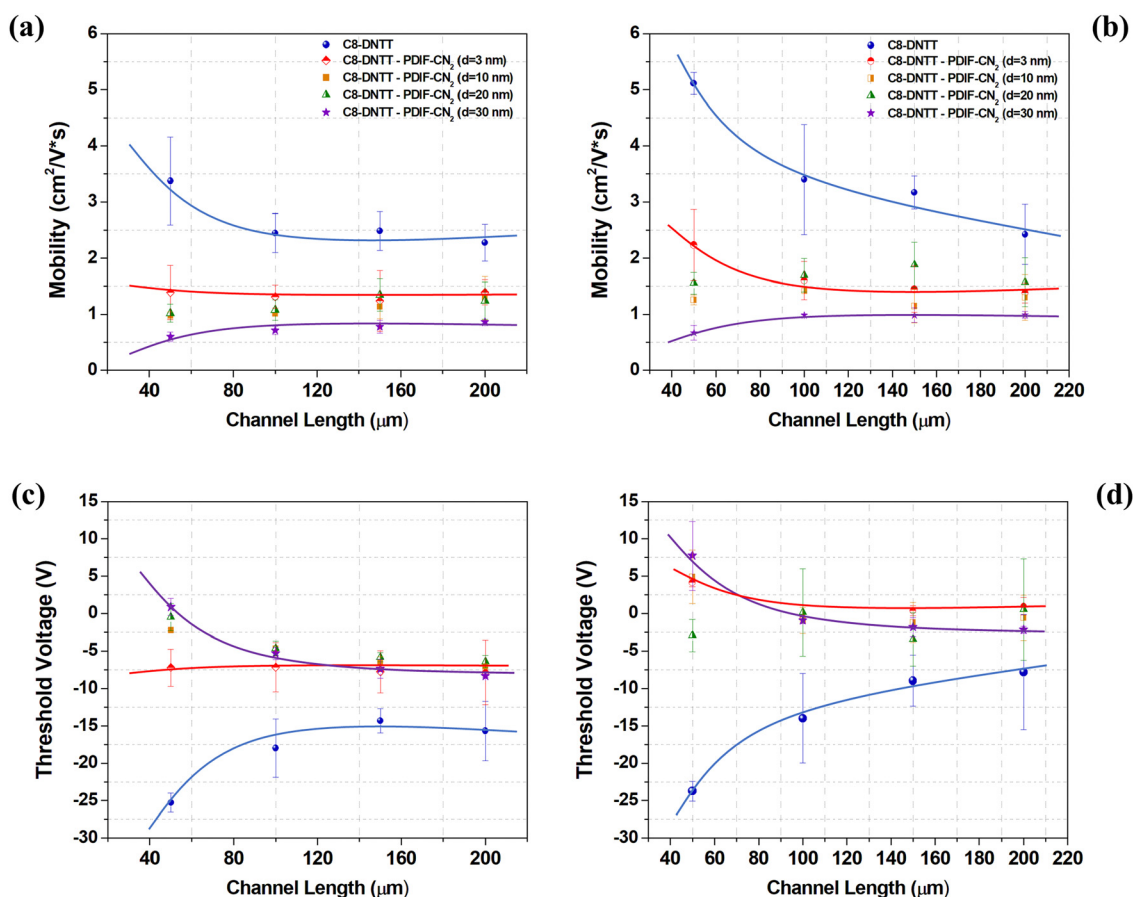 (a)
6
5
4
3
2
1
0
Mobility (cm²/V*s)
C8-DNTT
C8-DNTT - PDIF-CN₂ (d=3 nm)
C8-DNTT - PDIF-CN₂ (d=10 nm)
C8-DNTT - PDIF-CN₂ (d=20 nm)
C8-DNTT - PDIF-CN₂ (d=30 nm)
40 80 120 160 200
Channel Length (μm)
(b)
6
5
4
3
2
1
0
Mobility (cm²/V*s)
C8-DNTT
C8-DNTT - PDIF-CN₂ (d=3 nm)
C8-DNTT - PDIF-CN₂ (d=10 nm)
C8-DNTT - PDIF-CN₂ (d=20 nm)
C8-DNTT - PDIF-CN₂ (d=30 nm)
40 60 80 100 120 140 160 180 200 220
Channel Length (μm)
(c)
15
10
5
0
-5
-10
-15
-20
-25
-30
Threshold Voltage (V)
40 80 120 160 200
Channel Length (μm)
(d)
15
10
5
0
-5
-10
-15
-20
-25
-30
Threshold Voltage (V)
40 60 80 100 120 140 160 180 200 220
Channel Length (μm)